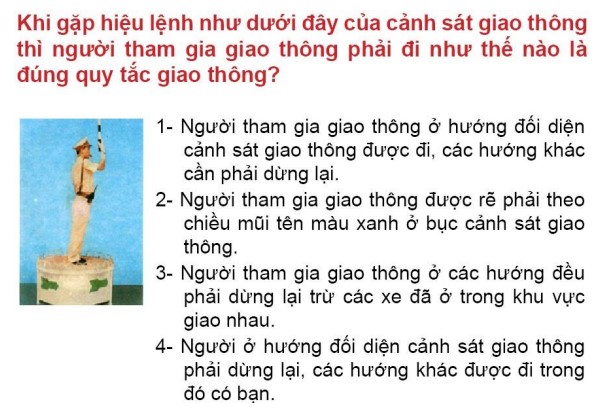 Khi gặp hiệu lệnh như dưới đây của cảnh sát giao thông
thì người tham gia giao thông phải đi như thế nào là
đúng quy tắc giao thông?
1- Người tham gia giao thông ở hướng đối diện
cảnh sát giao thông được đi, các hướng khác
cần phải dừng lại.
2- Người tham gia giao thông được rẽ phải theo
chiều mũi tên màu xanh ở bục cảnh sát giao
thông.
3- Người tham gia giao thông ở các hướng đều
phải dừng lại trừ các xe đã ở trong khu vực
giao nhau.
4- Người ở hướng đối diện cảnh sát giao thông
phải dừng lại, các hướng khác được đi trong
đó có bạn.